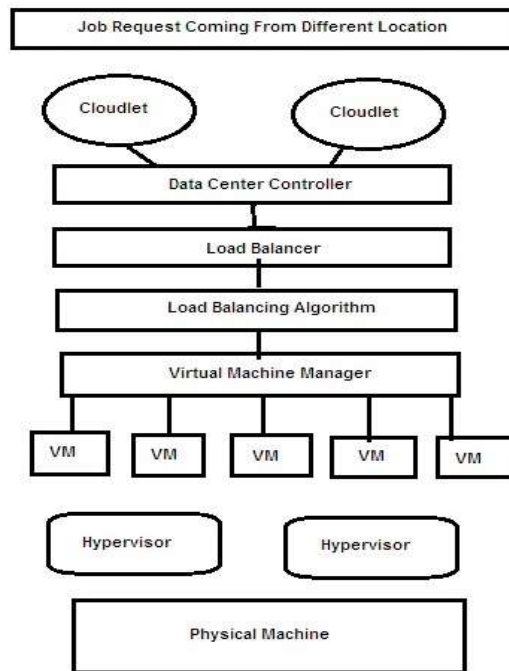 Job Request Coming From Different Location
Cloudlet
Cloudlet
Data Center Controller
Load Balancer
Load Balancing Algorithm
Virtual Machine Manager
VM
VM
VM
VM
VM
Hypervisor
Hypervisor
Physical Machine